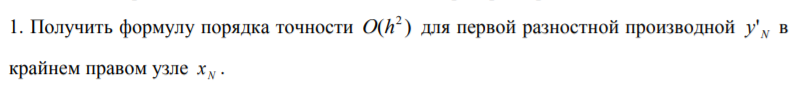 1. Получить формулу порядка точности O(h²) для первой разностной производной y'_N в
крайнем правом узле x_N .